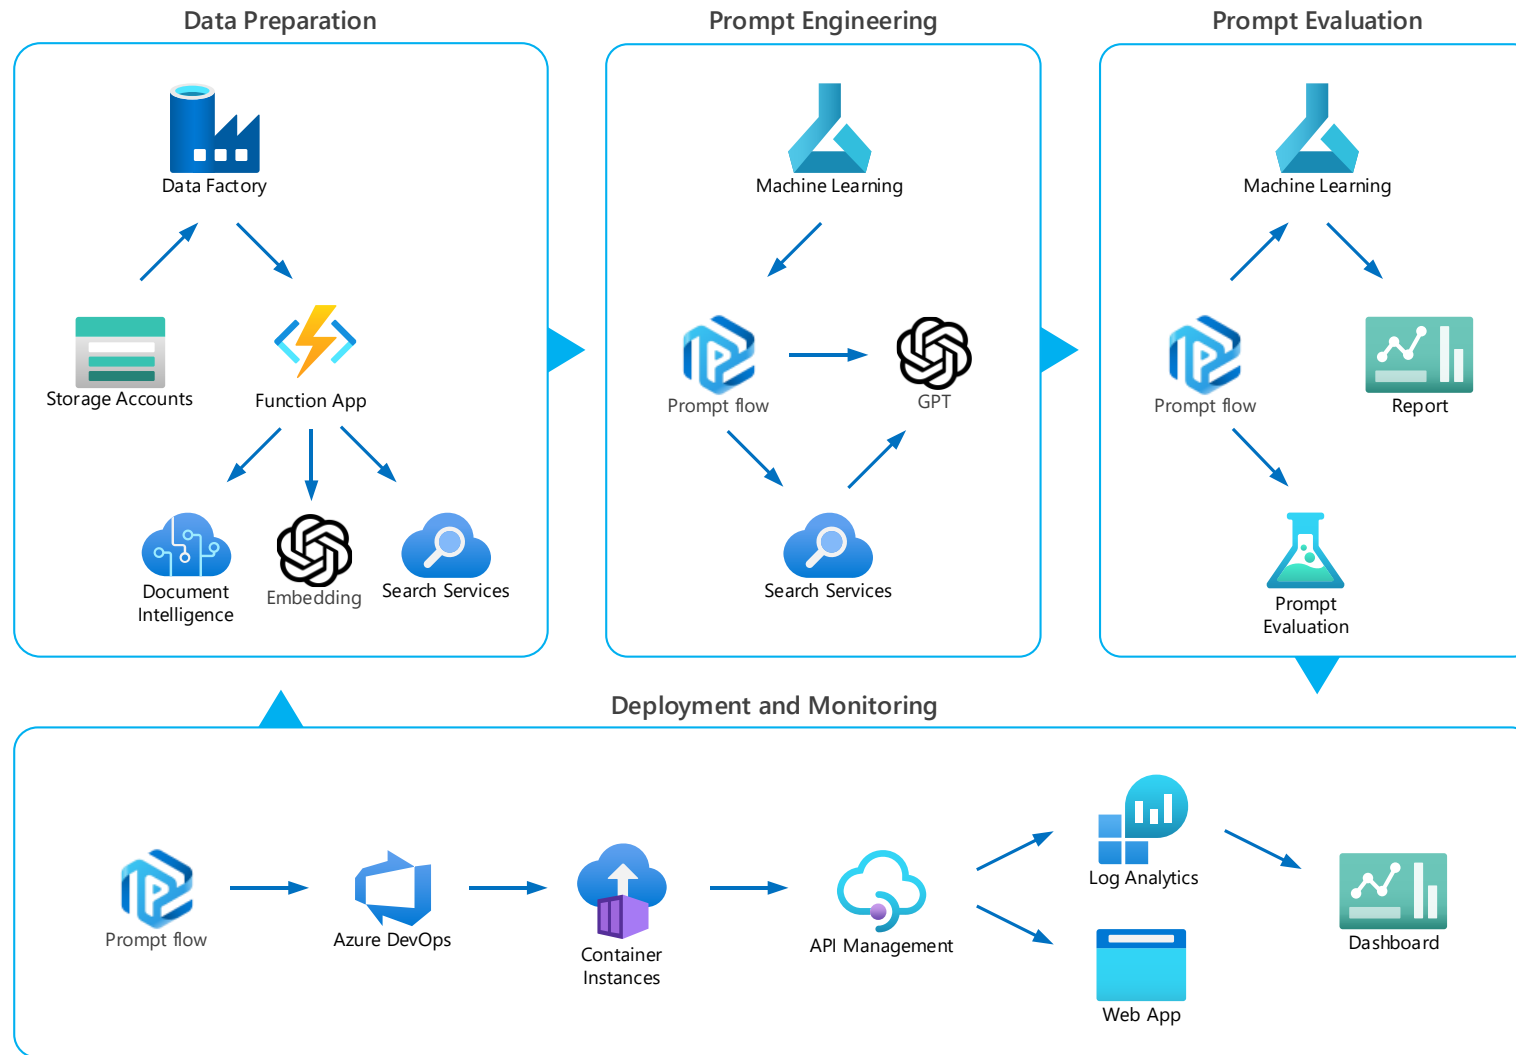 Data Preparation
Data Factory
Storage Accounts
Function App
Document
Intelligence
Embedding
Search Services
Prompt Engineering
Machine Learning
Prompt flow
GPT
Search Services
Prompt Evaluation
Machine Learning
Prompt flow
Report
Prompt
Evaluation
Deployment and Monitoring
Prompt flow
Azure DevOps
Container
Instances
API Management
Log Analytics
Web App
Dashboard